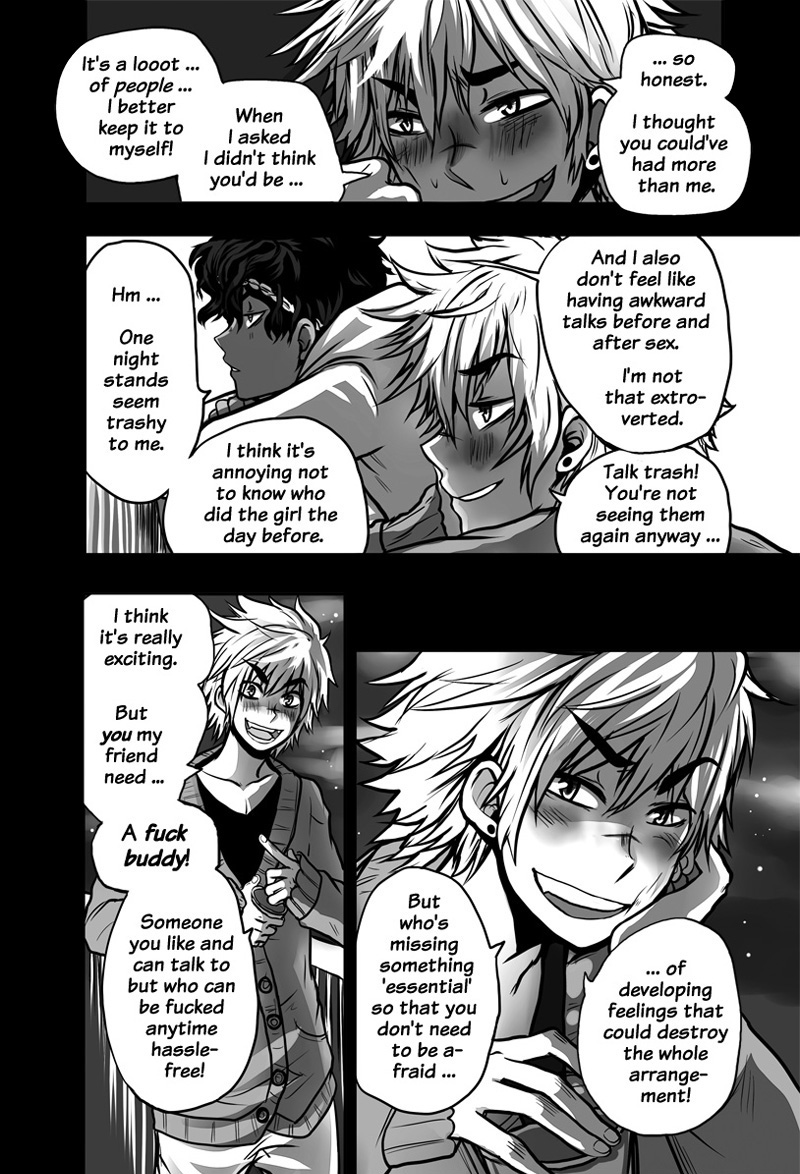 It's a looot ...
of people ...
I better
keep it to
myself!
When
I asked
I didn't think
you'd be ...
... so
honest.
I thought
you could've
had more
than me.
Hm ...
One
night
stands
seem
trashy
to me.
I think it's
annoying not
to know who
did the girl the
day before.
And I also
don't feel like
having awkward
talks before and
after sex.
I'm not
that extro-
verted.
Talk trash!
You're not
seeing them
again anyway ...
I think
it's really
exciting.
But
you my
friend
need ...
A fuck
buddy!
Someone
you like and
can talk to
but who can
be fucked
anytime
hassle-
free!
But
who's
missing
something
'essential'
so that you
don't need
to be a-
fraid ...
... of
developing
feelings that
could destroy
the whole
arrange-
ment!